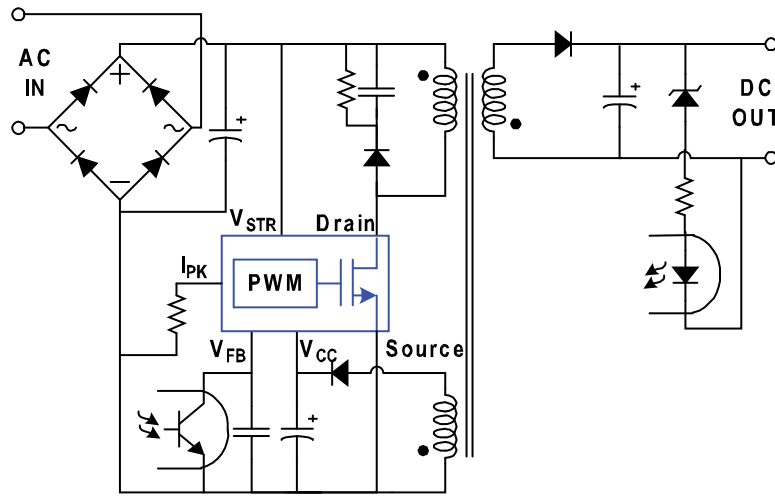 AC
IN
+
~
~
−
+
+
DC
OUT
VSTR
Drain
IPK
PWM
VFB
VCC
Source
+